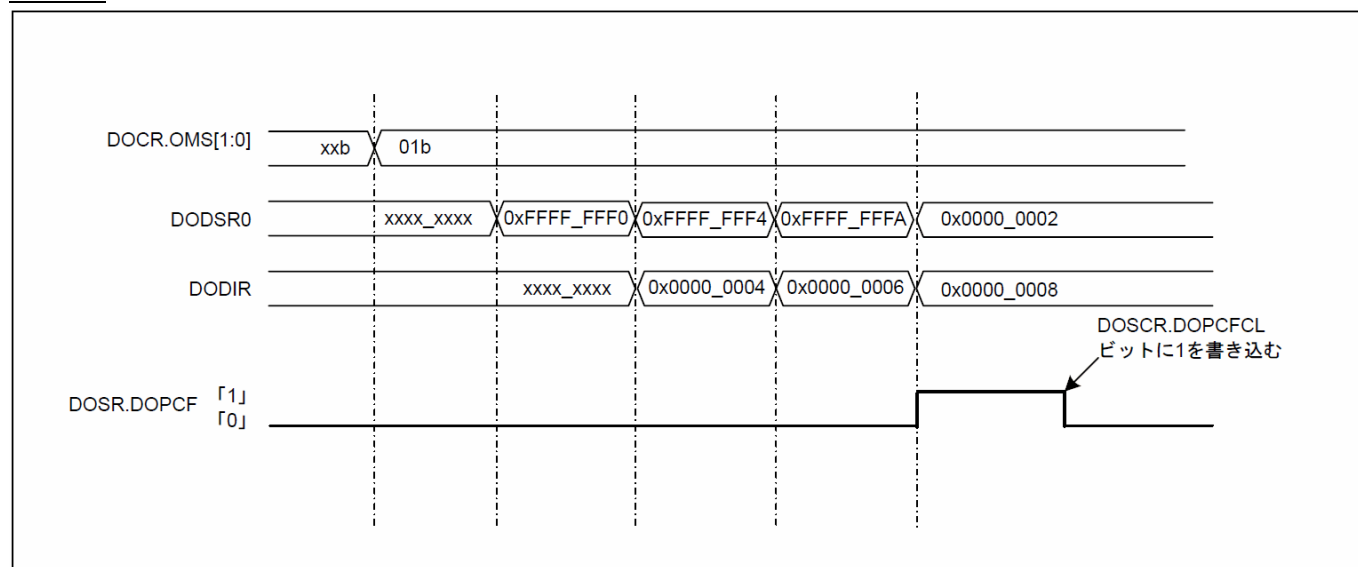 DOCR.OMS[1:0] xxb 01b
DODSR0 xxxx_xxxx 0xFFFF_FFF0 0xFFFF_FFF4 0xFFFF_FFFA 0x0000_0002
DODIR xxxx_xxxx 0x0000_0004 0x0000_0006 0x0000_0008
DOSCR.DOPCFCL
ビットに1を書き込む
DOSR.DOPCF 「1」
「0」